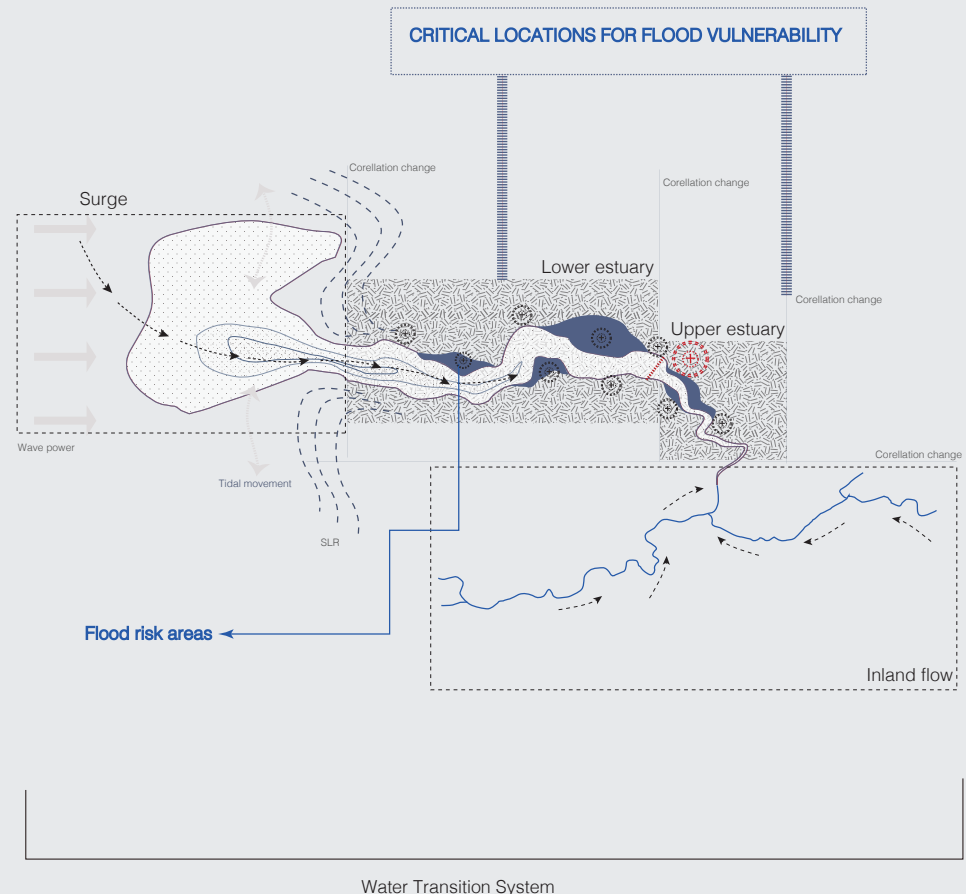 CRITICAL LOCATIONS FOR FLOOD VULNERABILITY
Corellation change
Corellation change
Surge
Lower estuary
Corellation change
Upper estuary
Wave power
Corellation change
Tidal movement
SLR
Flood risk areas
Inland flow
Water Transition System